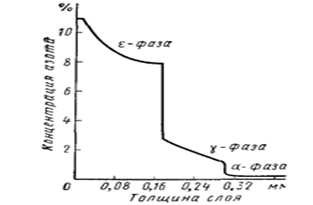 %
10
8
6
4
2
0
Концентрация азота
ε-фаза
γ-фаза
α-фаза
0,08 0,16 0,24 0,32 мм
Толщина слоя